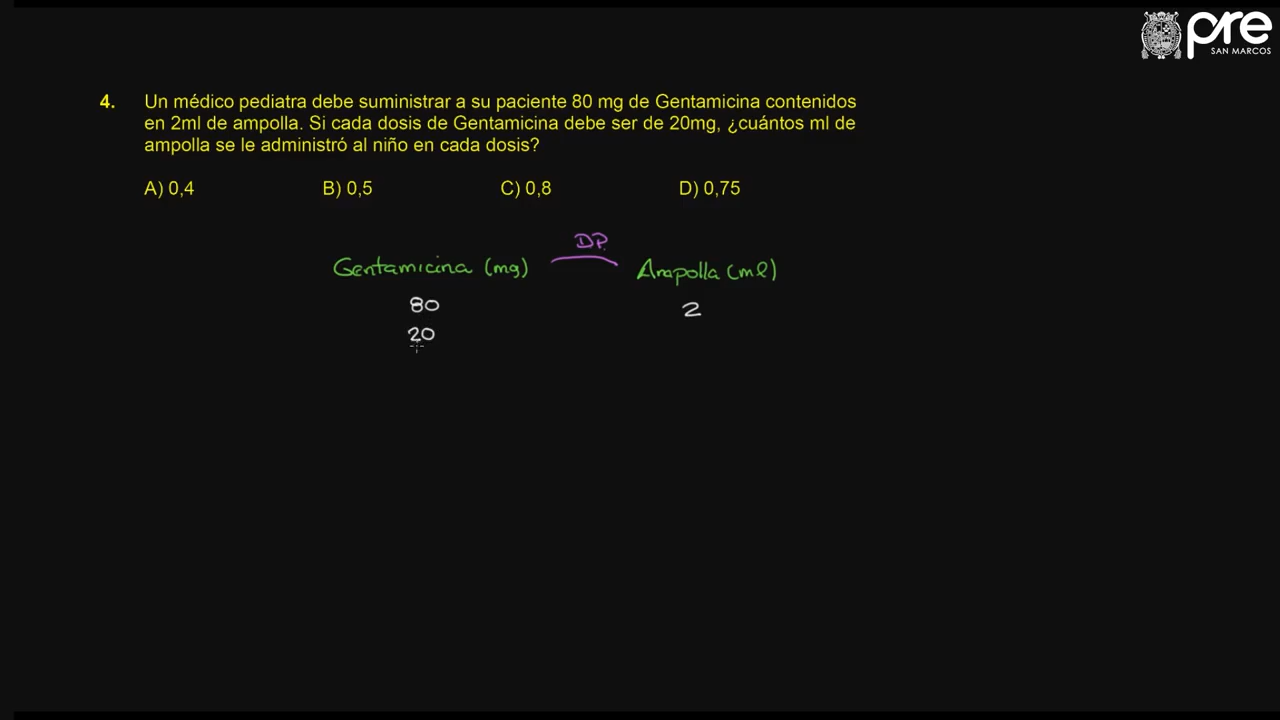 pre
SAN MARCOS
4. Un médico pediatra debe suministrar a su paciente 80 mg de Gentamicina contenidos
en 2ml de ampolla. Si cada dosis de Gentamicina debe ser de 20mg, ¿cuántos ml de
ampolla se le administró al niño en cada dosis?
A) 0,4 B) 0,5 C) 0,8 D) 0,75
DP.
Gentamicina (mg) Ampolla (ml)
80 2
20